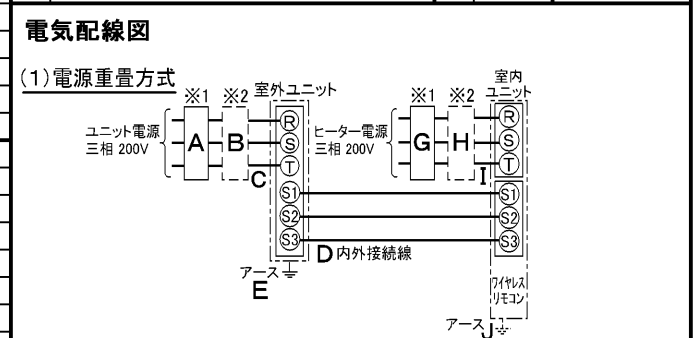 電気配線図
(1)電源重畳方式
※1 ※2 室外ユニット
ユニット電源
三相 200V
A B C
R
S
T
S1
S2
S3
アース
E
D 内外接続線
※1 ※2 室内
ユニット
ヒーター電源
三相 200V
G H I
R
S
T
S1
S2
S3
ワイヤレス
リモコン
アース J